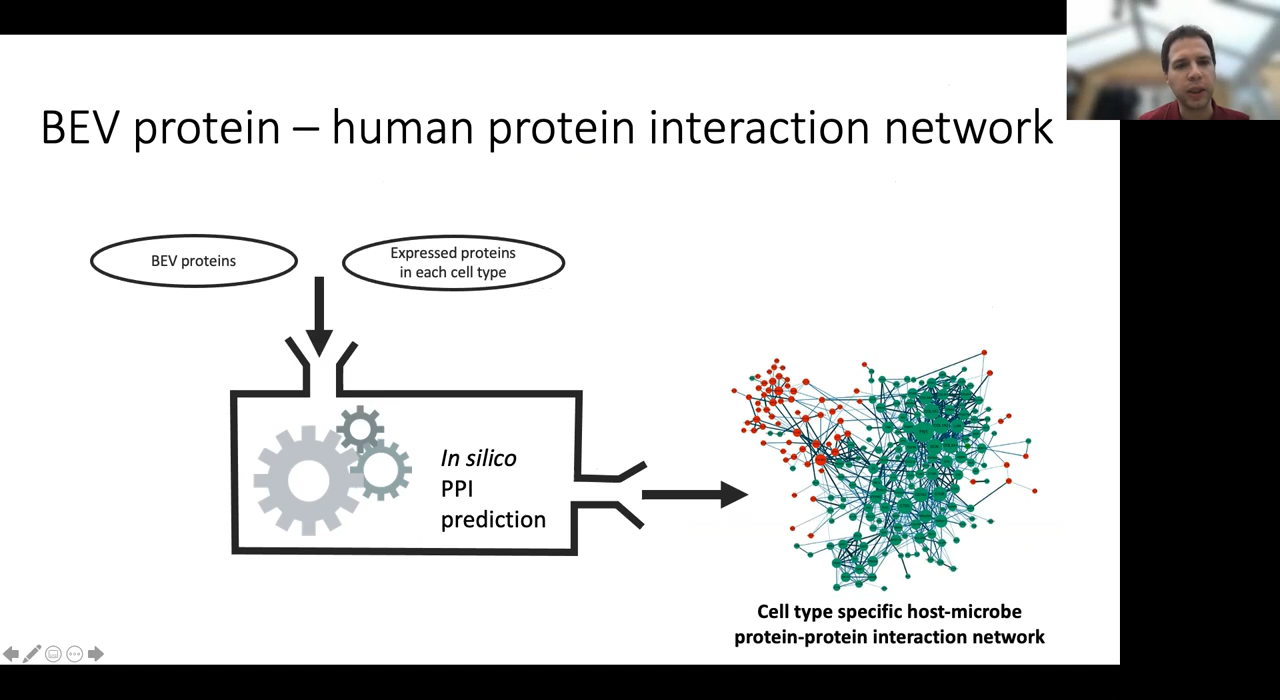 BEV protein – human protein interaction network
BEV proteins
Expressed proteins
in each cell type
In silico
PPI
prediction
Cell type specific host-microbe
protein-protein interaction network